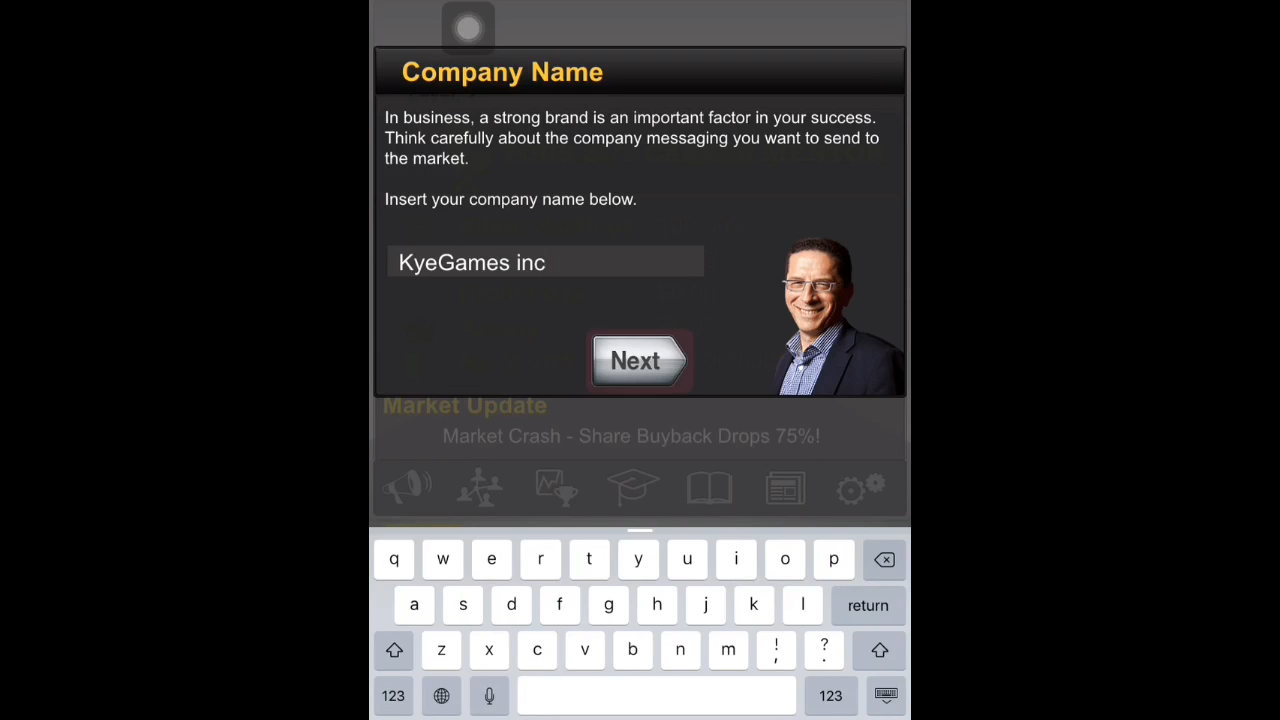 Company Name
In business, a strong brand is an important factor in your success.
Think carefully about the company messaging you want to send to
the market.
Insert your company name below.
KyeGames inc
Next
Market Update
Market Crash - Share Buyback Drops 75%!
q w e r t y u i o p
a s d f g h j k l return
z x c v b n m ! , ? .
123 123